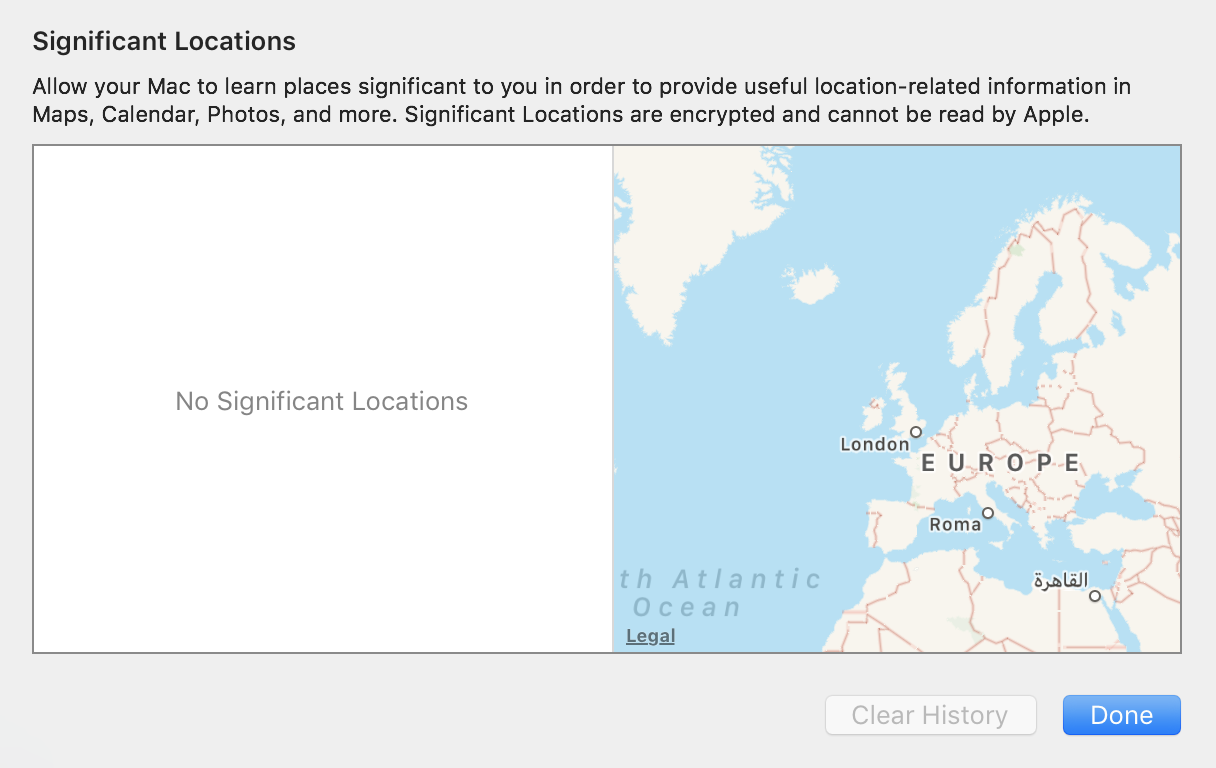 Significant Locations
Allow your Mac to learn places significant to you in order to provide useful location-related information in
Maps, Calendar, Photos, and more. Significant Locations are encrypted and cannot be read by Apple.
No Significant Locations
London
EUROPE
Roma
القاهرة
th Atlantic
Ocean
Legal
Clear History
Done